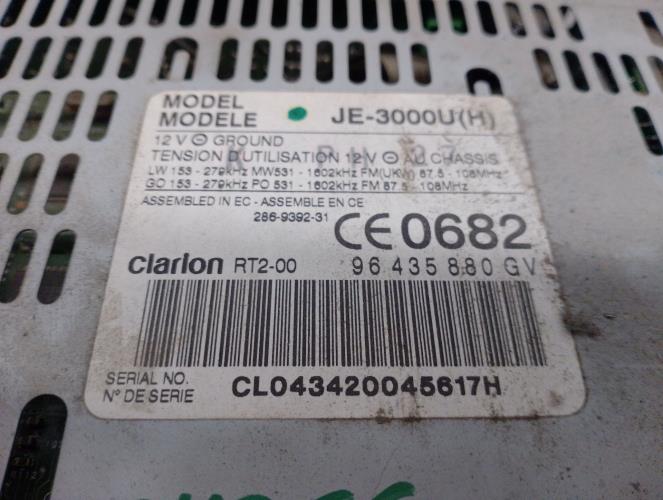 MODEL
MODELE JE-3000U(H)
12 V ⊖ GROUND
TENSION D'UTILISATION 12 V ⊖ AU CHASSIS
LW 153 - 279kHz MW531 - 1602kHz FM(UKW) 87.5 - 108MHz
GO 153 - 279kHz PO 531 - 1602kHz FM 87.5 - 108MHz
ASSEMBLED IN EC - ASSEMBLE EN CE
286-9392-31
CE0682
Clarion RT2-00 96 435 880 GV
SERIAL NO.
N° DE SERIE CL043420045617H